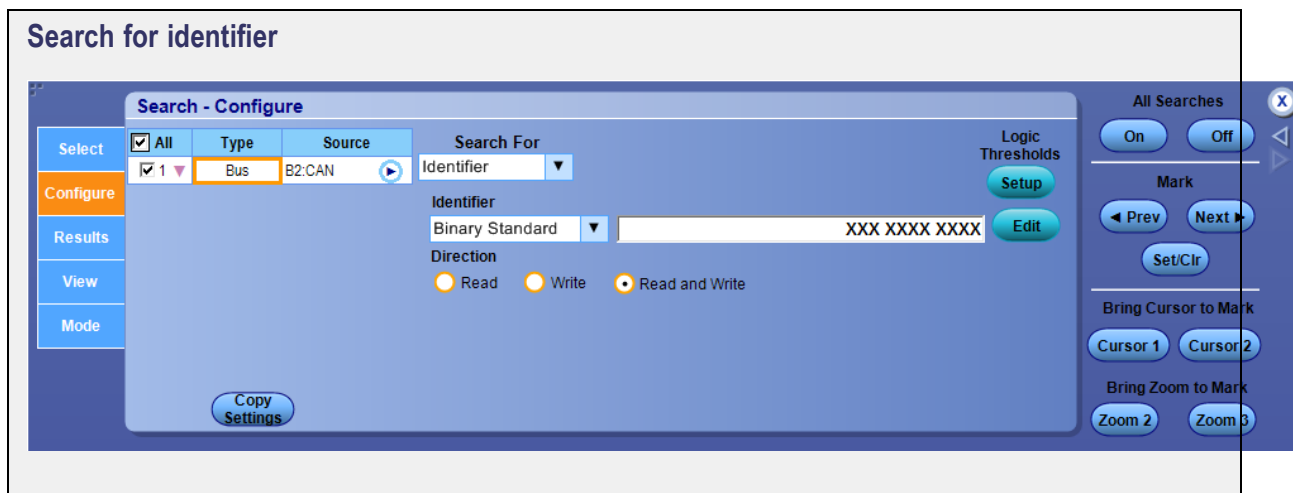 Search for identifier
Search - Configure
Select
Configure
Results
View
Mode
All Type Source
1 Bus B2:CAN
Search For
Identifier
Identifier
Binary Standard XXX XXXX XXXX
Direction
Read Write Read and Write
Logic
Thresholds
Setup
Edit
Copy
Settings
All Searches
On Off
X
Mark
Prev Next
Set/Clr
Bring Cursor to Mark
Cursor 1 Cursor 2
Bring Zoom to Mark
Zoom 2 Zoom 3